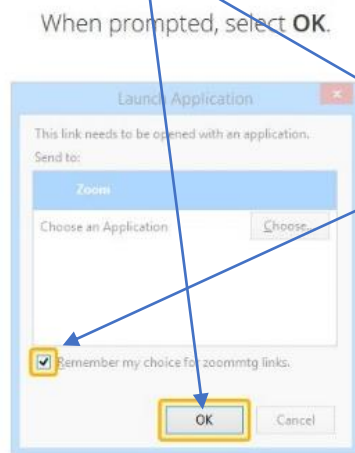 When prompted, select OK.
Launch Application
This link needs to be opened with an application.
Send to:
Zoom
Choose an Application
Choose...
Remember my choice for zoommtg links.
OK
Cancel